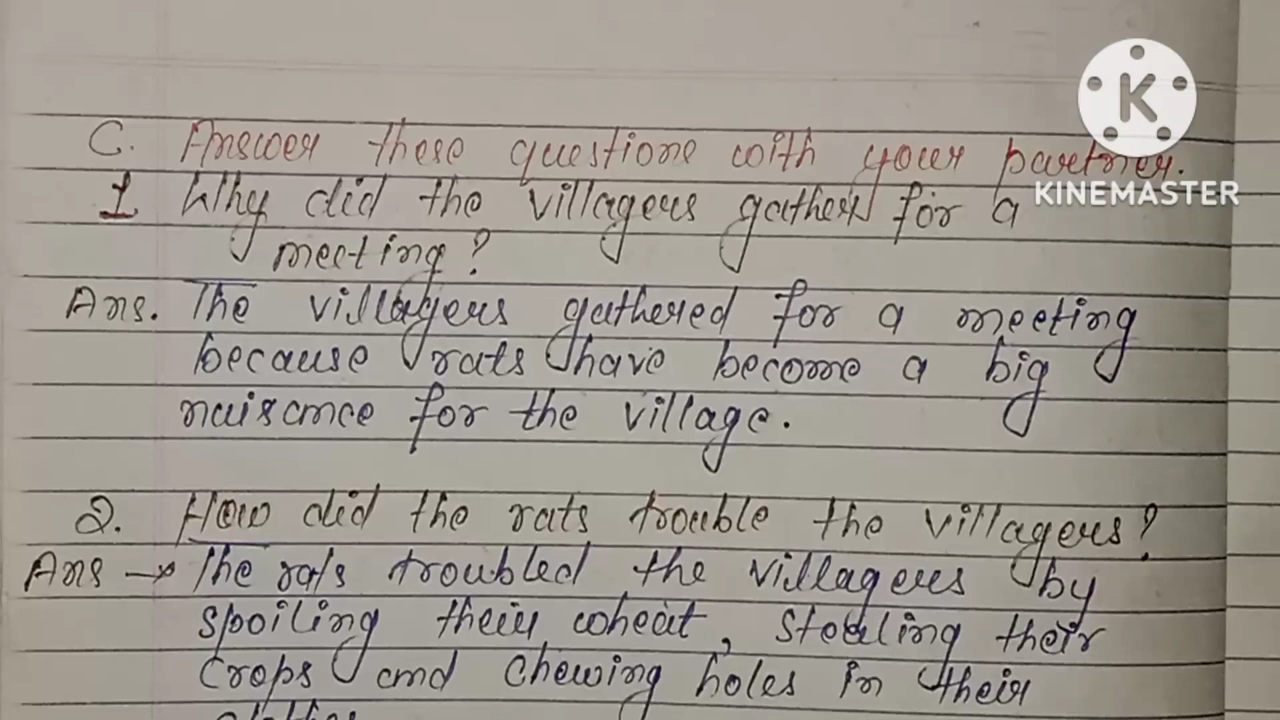 K
KINEMASTER
C. Answer these questions with your partner.
1. Why did the villagers gather for a
meeting?
Ans. The villagers gathered for a meeting
because rats have become a big
nuisance for the village.
2. How did the rats trouble the villagers?
Ans → The rats troubled the villagers by
spoiling their wheat, stealing their
crops and chewing holes in their